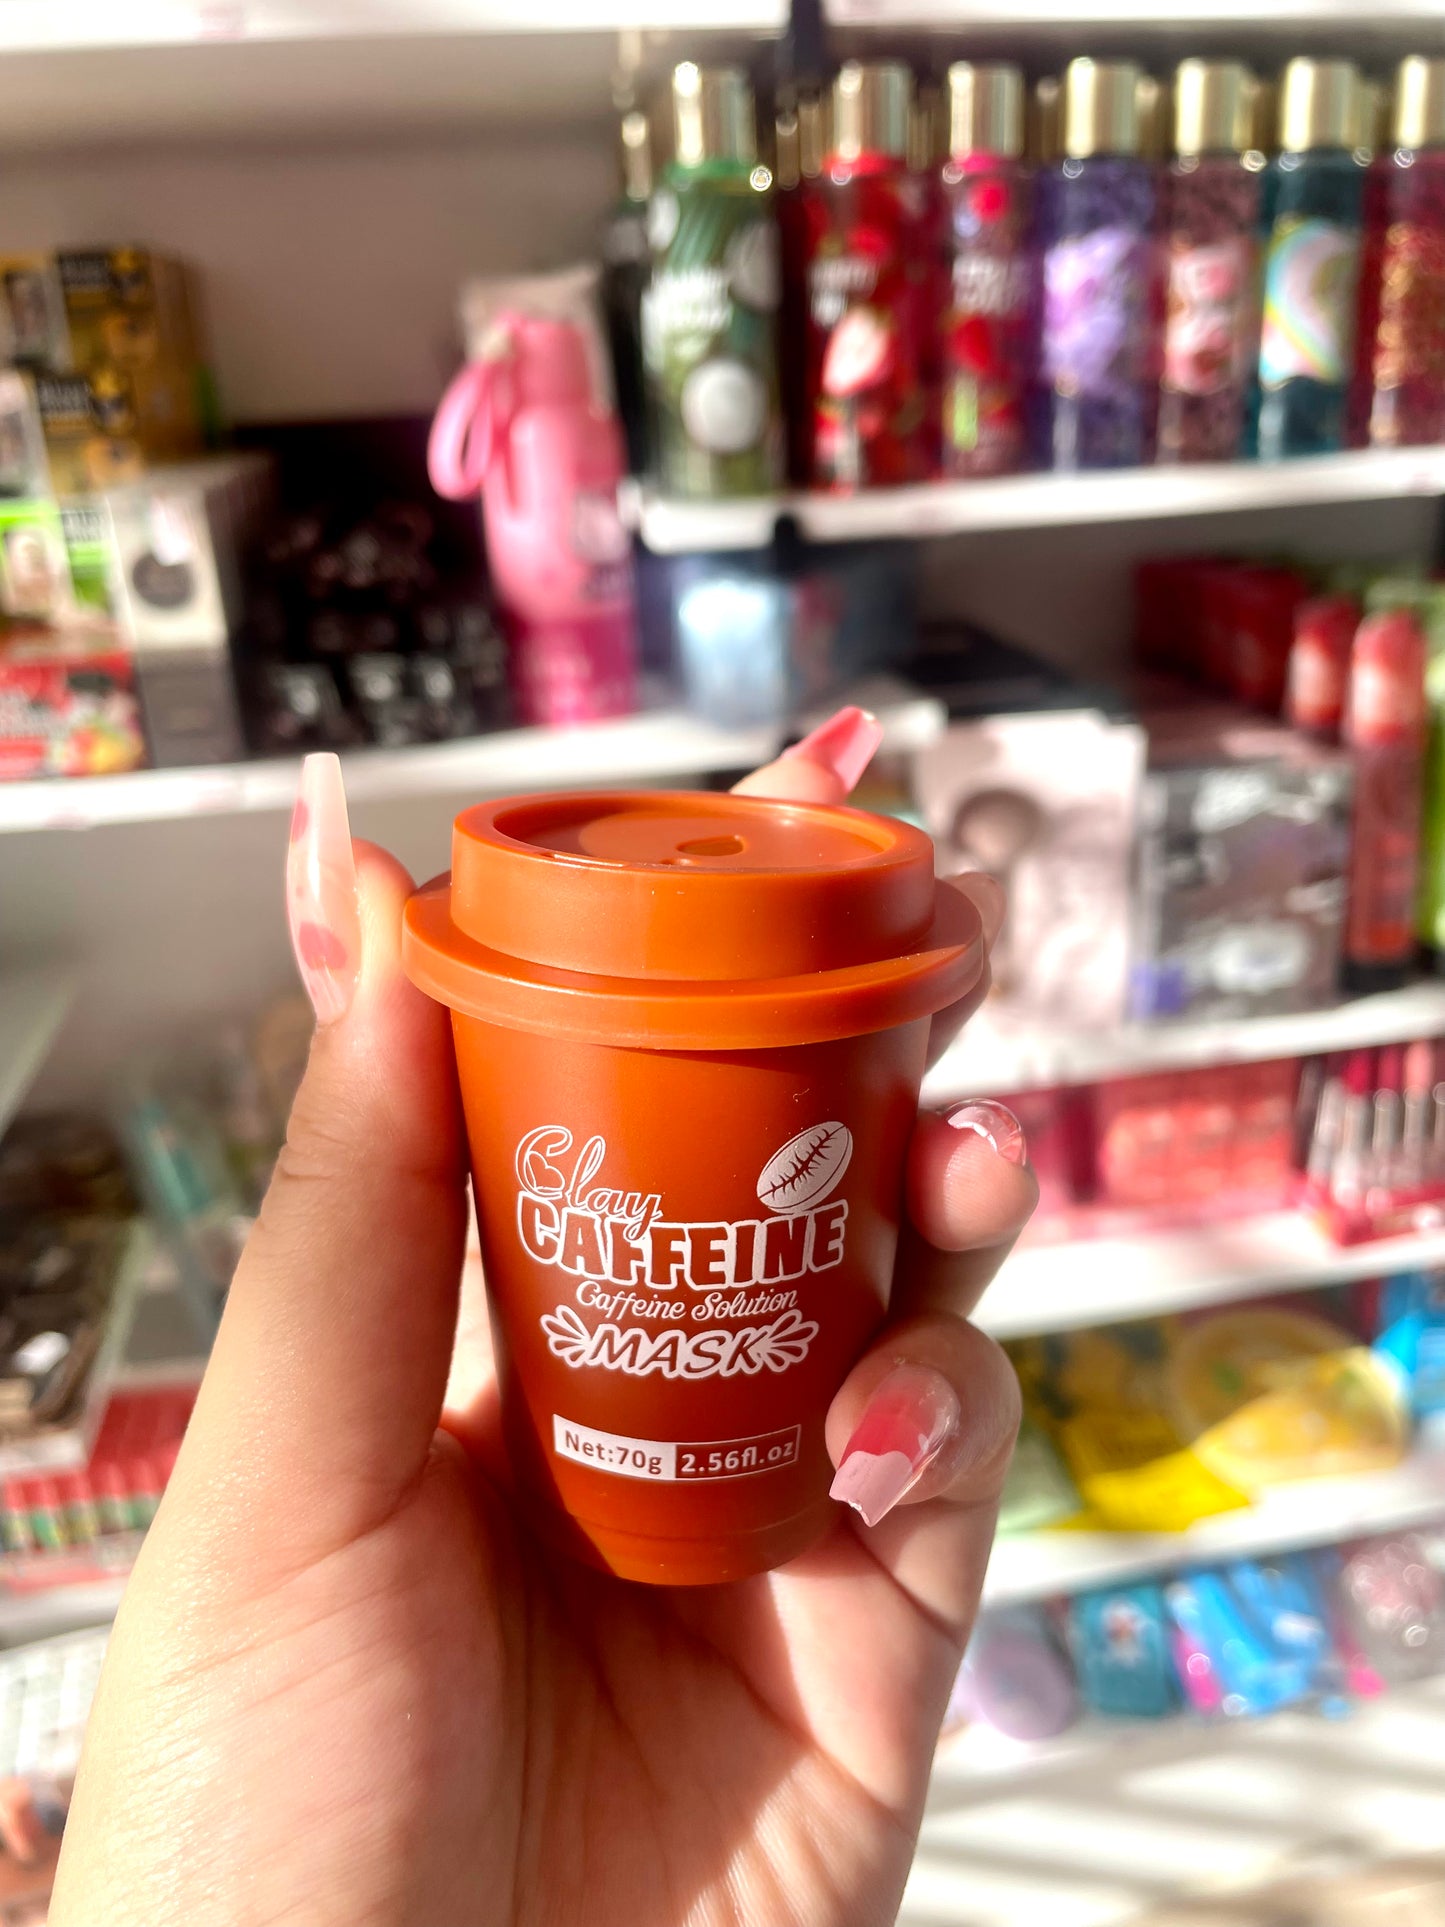 Clay
CAFFEINE
Caffeine Solution
MASK
Net:70g 2.56fl.oz